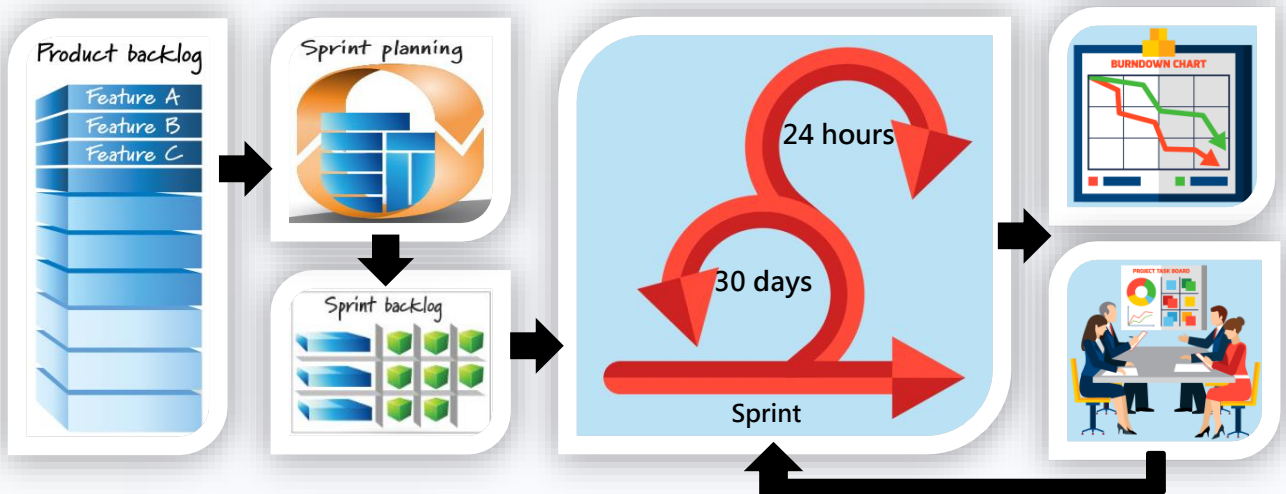 Product backlog
Feature A
Feature B
Feature C
Sprint planning
Sprint backlog
24 hours
30 days
Sprint
BURNDOWN CHART
PROJECT TASK BOARD